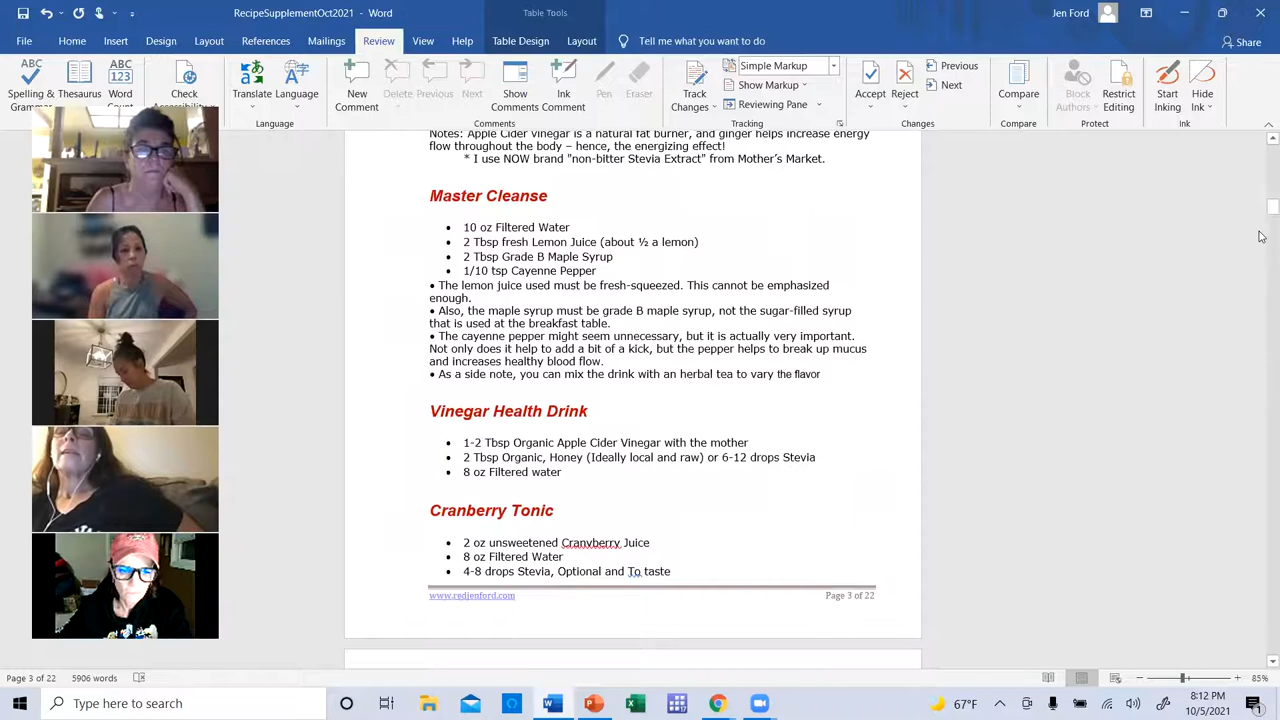 Review
Table Tools
Jen Ford
File Home Insert Design Layout References Mailings Review View Help Table Design Layout Tell me what you want to do Share
ABC ABC 123
Spelling & Grammar Thesaurus Word Count Check Accessibility Translate Language New Comment Delete Previous Next Show Comments Ink Comment Pen Eraser Track Changes Simple Markup Show Markup Reviewing Pane Accept Reject Previous Next Compare Block Authors Restrict Editing Start Inking Hide Ink
Language Comments Tracking Changes Compare Protect Ink
Notes: Apple Cider vinegar is a natural fat burner, and ginger helps increase energy
flow throughout the body – hence, the energizing effect!
* I use NOW brand "non-bitter Stevia Extract" from Mother's Market.
Master Cleanse
• 10 oz Filtered Water
• 2 Tbsp fresh Lemon Juice (about ½ a lemon)
• 2 Tbsp Grade B Maple Syrup
• 1/10 tsp Cayenne Pepper
• The lemon juice used must be fresh-squeezed. This cannot be emphasized
enough.
• Also, the maple syrup must be grade B maple syrup, not the sugar-filled syrup
that is used at the breakfast table.
• The cayenne pepper might seem unnecessary, but it is actually very important.
Not only does it help to add a bit of a kick, but the pepper helps to break up mucus
and increases healthy blood flow.
• As a side note, you can mix the drink with an herbal tea to vary the flavor
Vinegar Health Drink
• 1-2 Tbsp Organic Apple Cider Vinegar with the mother
• 2 Tbsp Organic, Honey (Ideally local and raw) or 6-12 drops Stevia
• 8 oz Filtered water
Cranberry Tonic
• 2 oz unsweetened Cranvberry Juice
• 8 oz Filtered Water
• 4-8 drops Stevia, Optional and To taste
www.redjenford.com Page 3 of 22
Page 3 of 22 5906 words 85%
Type here to search 67°F 8:12 PM
10/5/2021